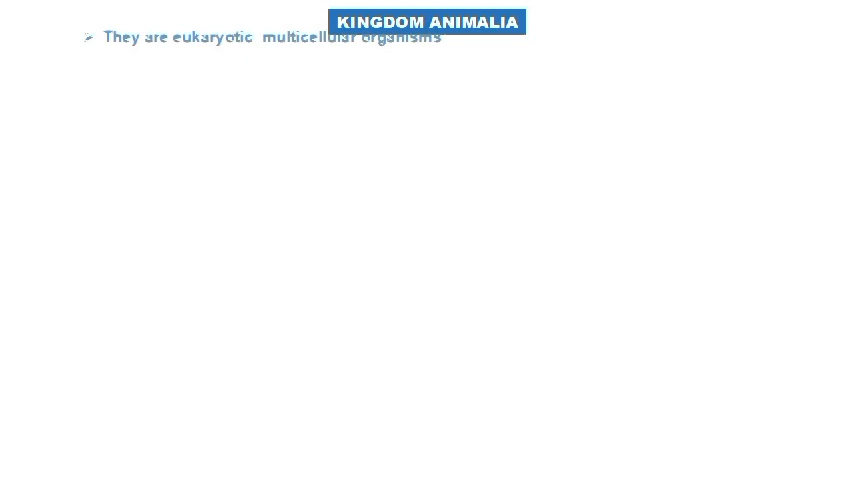 KINGDOM ANIMALIA
➢ They are eukaryotic multicellular organisms